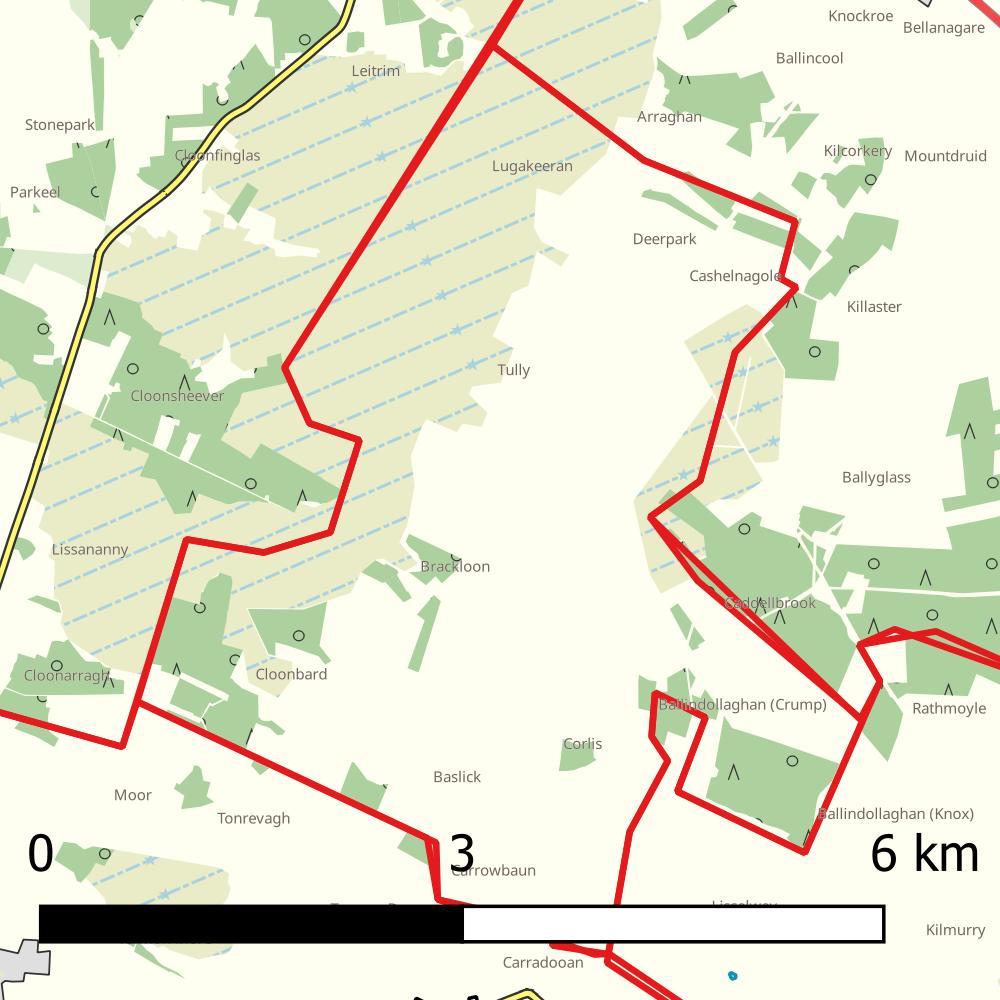 Knockroe
Bellanagare
Ballincool
Leitrim
Arraghan
Stonepark
Cloonfinglas
Kilcorkery
Mountdruid
Lugakeeran
Parkeel
Deerpark
Cashelnagole
Killaster
Tully
Cloonsheever
Ballyglass
Lissananny
Brackloon
Caddellbrook
Cloonarragh
Cloonbard
Ballindollaghan (Crump)
Rathmoyle
Corlis
Baslick
Moor
Tonrevagh
Ballindollaghan (Knox)
0 3 6 km
Carrowbaun
Kilmurry
Carradooan